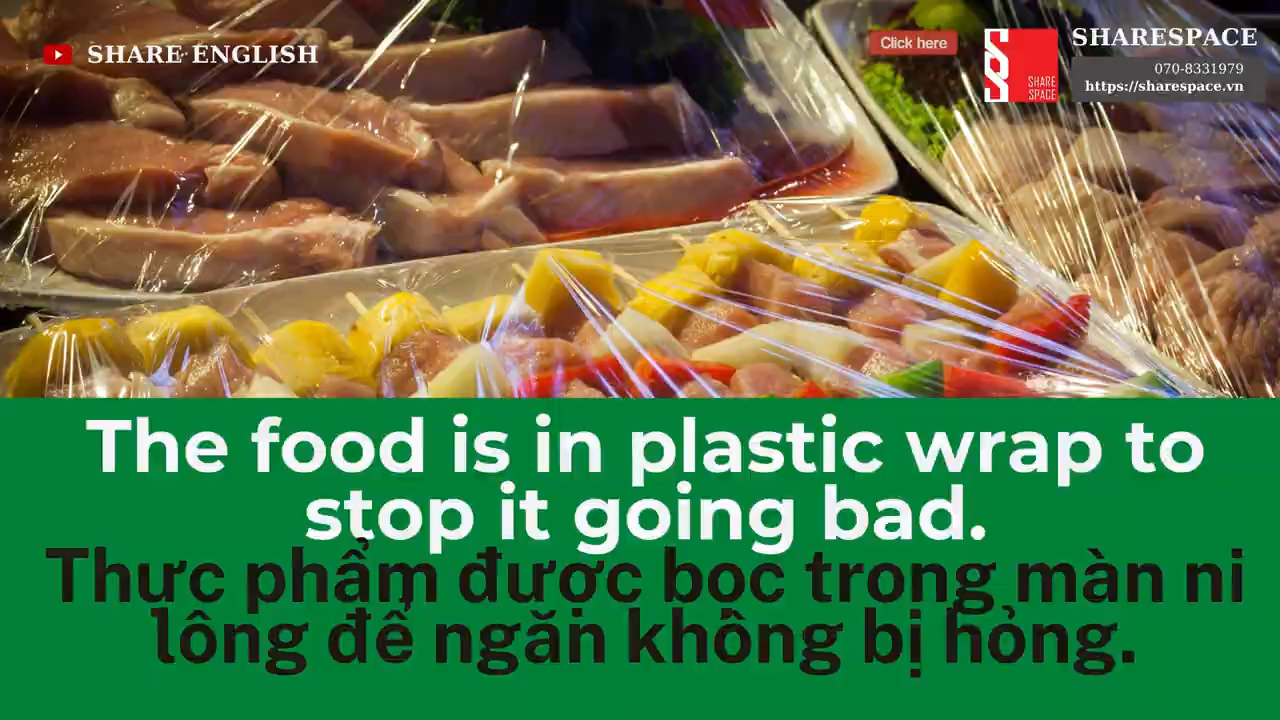 SHARE ENGLISH
Click here
SHARE
SPACE
SHARESPACE
070-8331979
https://sharespace.vn
The food is in plastic wrap to
stop it going bad.
Thực phẩm được bọc trong màn ni
lông để ngăn không bị hỏng.